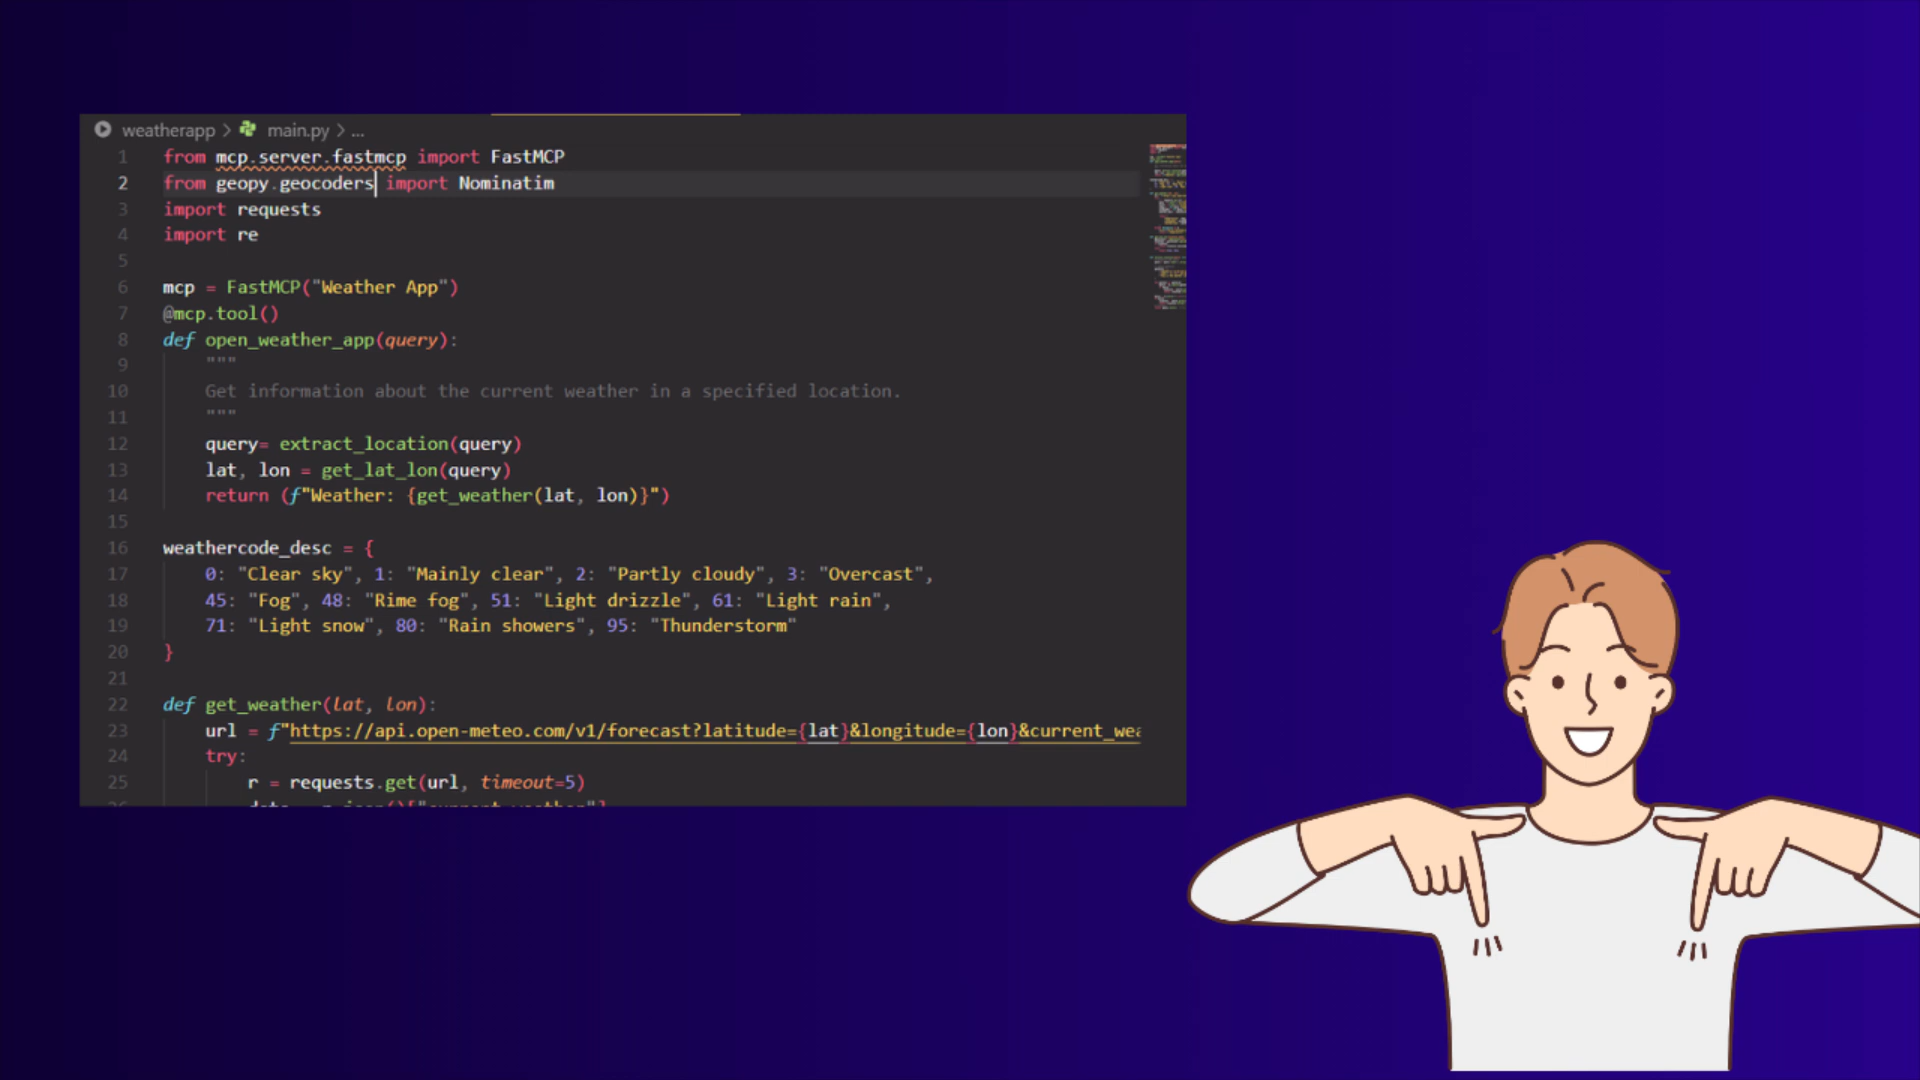 weatherapp > main.py > ...
1 from mcp.server.fastmcp import FastMCP
2 from geopy.geocoders import Nominatim
3 import requests
4 import re
5
6 mcp = FastMCP("Weather App")
7 @mcp.tool()
8 def open_weather_app(query):
9 """
10 Get information about the current weather in a specified location.
11 """
12 query= extract_location(query)
13 lat, lon = get_lat_lon(query)
14 return (f"Weather: {get_weather(lat, lon)}")
15
16 weathercode_desc = {
17 0: "Clear sky", 1: "Mainly clear", 2: "Partly cloudy", 3: "Overcast",
18 45: "Fog", 48: "Rime fog", 51: "Light drizzle", 61: "Light rain",
19 71: "Light snow", 80: "Rain showers", 95: "Thunderstorm"
20 }
21
22 def get_weather(lat, lon):
23 url = f"https://api.open-meteo.com/v1/forecast?latitude={lat}&longitude={lon}&current_wea
24 try:
25 r = requests.get(url, timeout=5)